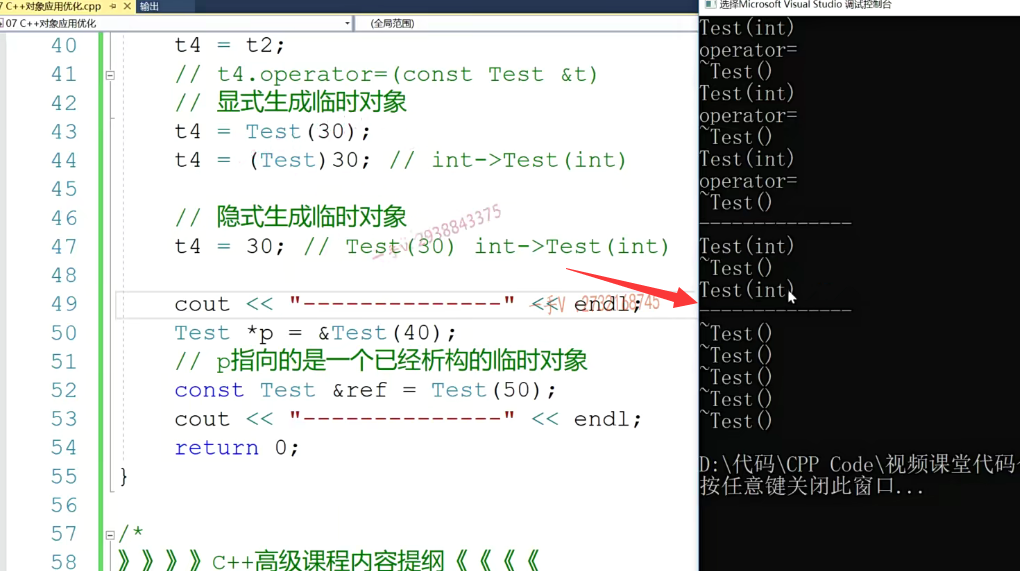 7 C++对象应用优化.cpp
输出
07 C++对象应用优化
(全局范围)
40 t4 = t2;
41 // t4.operator=(const Test &t)
42 // 显式生成临时对象
43 t4 = Test(30);
44 t4 = (Test)30; // int->Test(int)
45
46 // 隐式生成临时对象
47 t4 = 30; // Test(30) int->Test(int)
48
49 cout << "--------------" << endl;
50 Test *p = &Test(40);
51 // p指向的是一个已经析构的临时对象
52 const Test &ref = Test(50);
53 cout << "--------------" << endl;
54 return 0;
55 }
56
57 /*
58 》》》》C++高级课程内容提纲《《《《
选择Microsoft Visual Studio 调试控制台
Test(int)
operator=
~Test()
Test(int)
operator=
~Test()
Test(int)
operator=
~Test()
--------------
Test(int)
~Test()
Test(int)
--------------
~Test()
~Test()
~Test()
~Test()
~Test()
D:\代码\CPP Code\视频课堂代码
按任意键关闭此窗口...